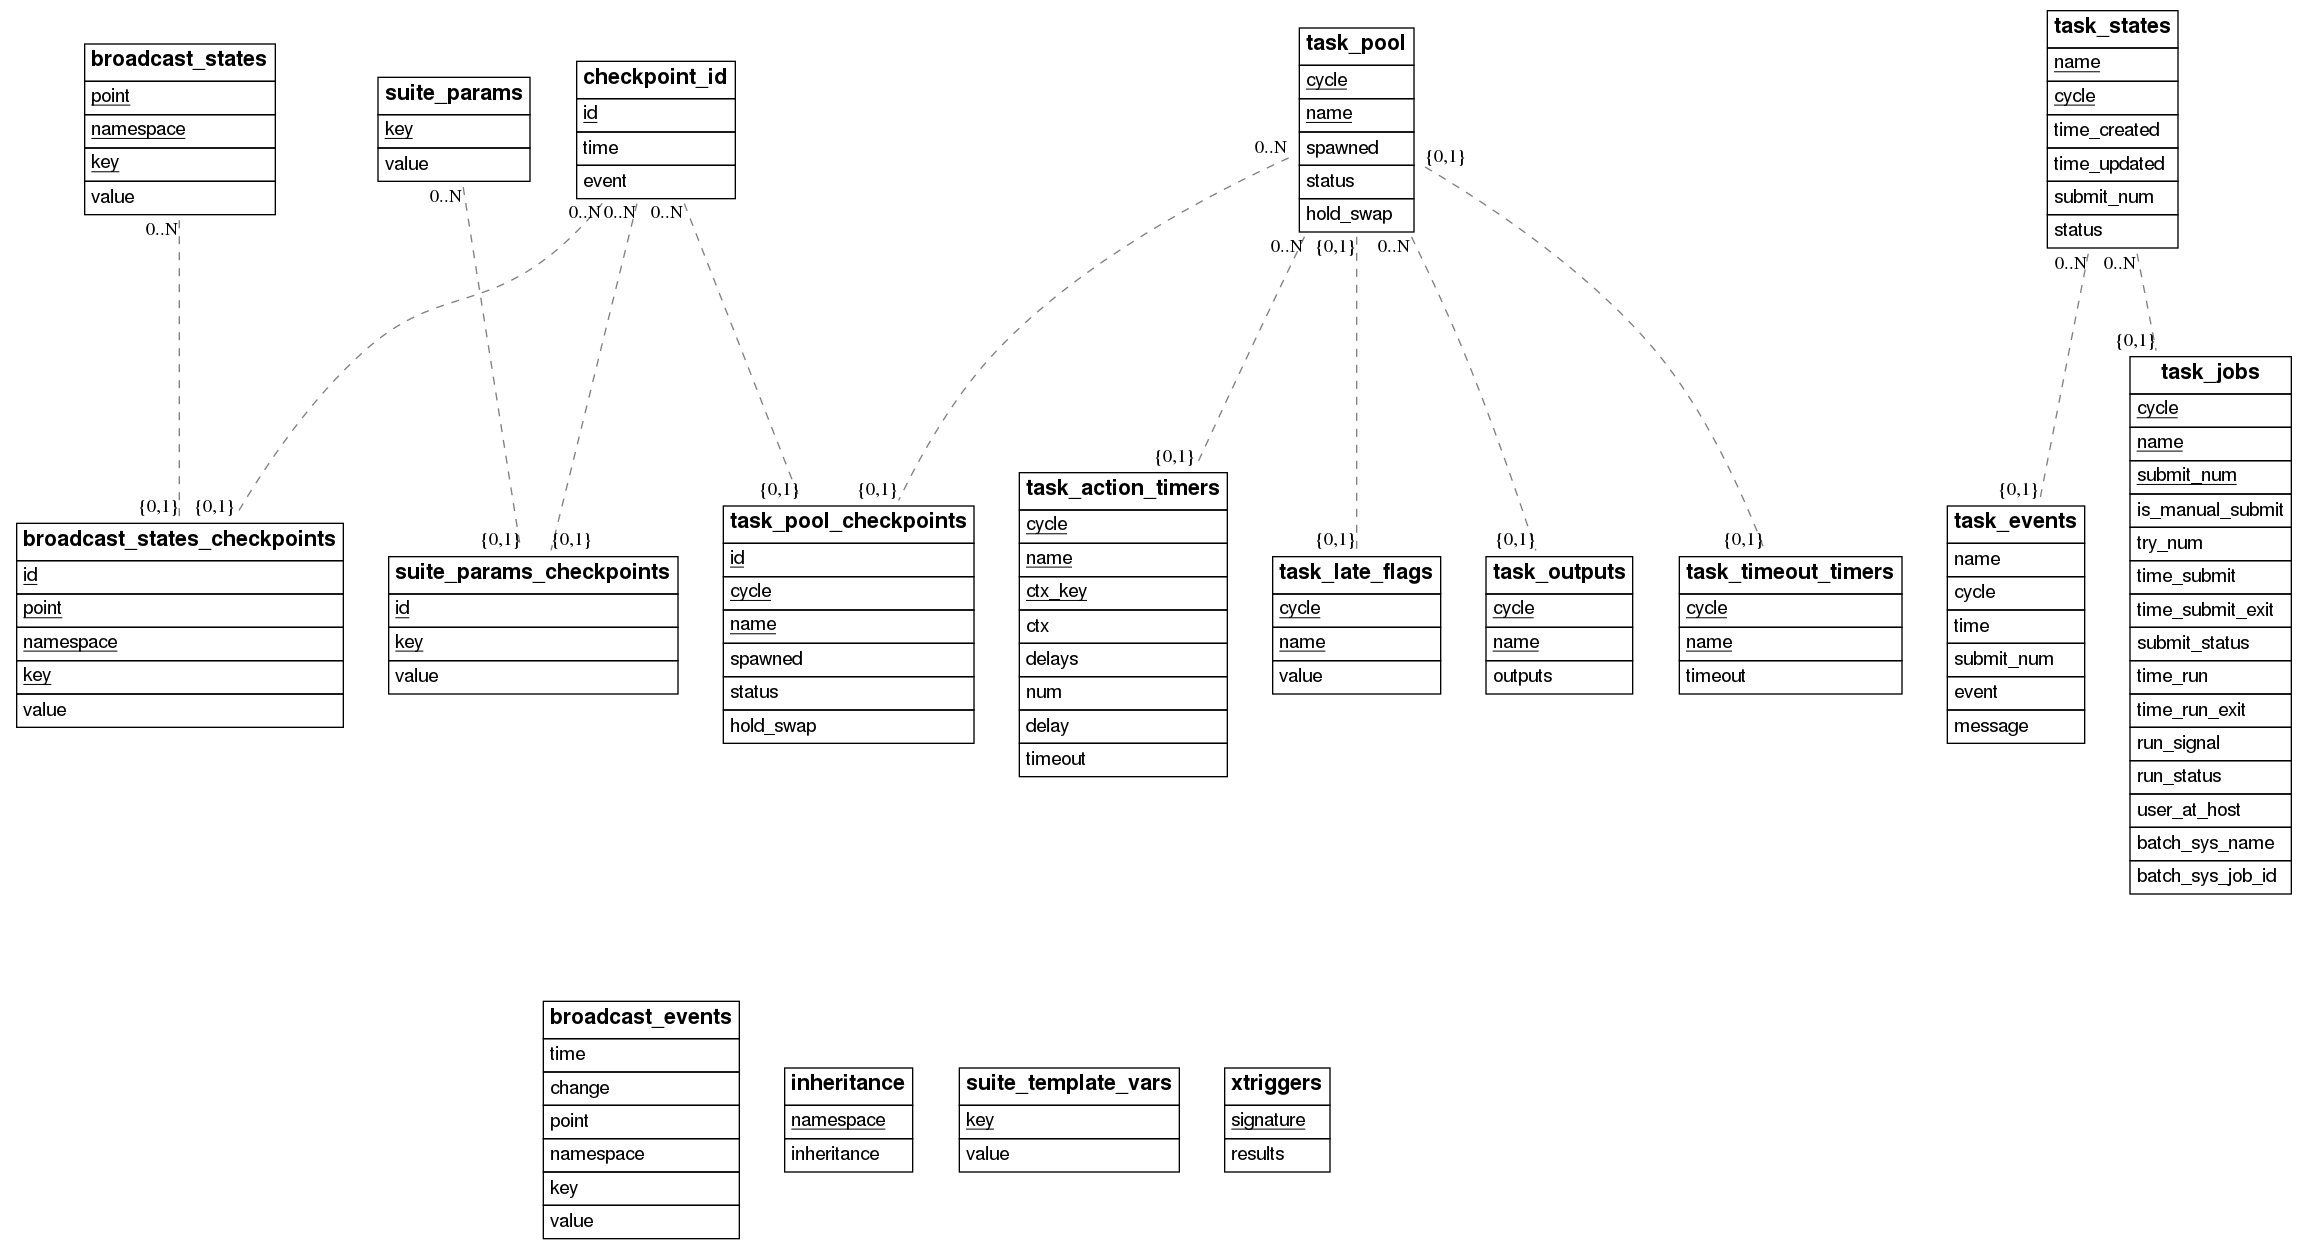 broadcast_states
point
namespace
key
value
0..N
suite_params
key
value
0..N
checkpoint_id
id
time
event
0..N
0..N
0..N
task_pool
cycle
name
spawned
status
hold_swap
0..N
{0,1}
0..N
{0,1}
0..N
task_states
name
cycle
time_created
time_updated
submit_num
status
0..N
0..N
{0,1}
{0,1}
broadcast_states_checkpoints
id
point
namespace
key
value
{0,1}
{0,1}
suite_params_checkpoints
id
key
value
{0,1}
{0,1}
task_pool_checkpoints
id
cycle
name
spawned
status
hold_swap
{0,1}
task_action_timers
cycle
name
ctx_key
ctx
delays
num
delay
timeout
{0,1}
task_late_flags
cycle
name
value
{0,1}
task_outputs
cycle
name
outputs
{0,1}
task_timeout_timers
cycle
name
timeout
{0,1}
task_events
name
cycle
time
submit_num
event
message
{0,1}
task_jobs
cycle
name
submit_num
is_manual_submit
try_num
time_submit
time_submit_exit
submit_status
time_run
time_run_exit
run_signal
run_status
user_at_host
batch_sys_name
batch_sys_job_id
broadcast_events
time
change
point
namespace
key
value
inheritance
namespace
inheritance
suite_template_vars
key
value
xtriggers
signature
results